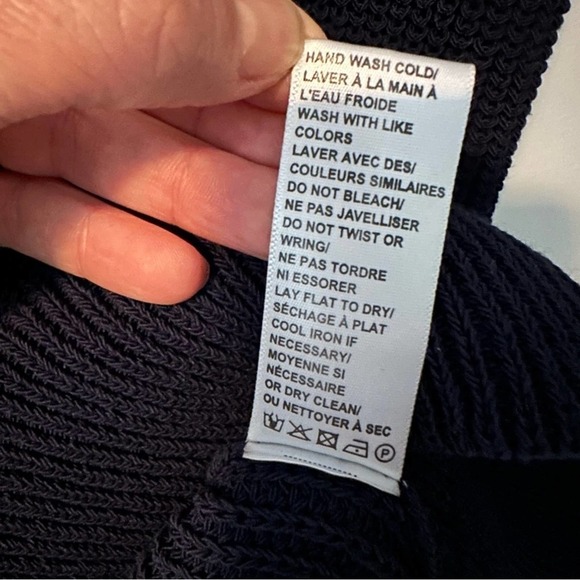 HAND WASH COLD/
LAVER À LA MAIN À
L'EAU FROIDE
WASH WITH LIKE
COLORS
LAVER AVEC DES/
COULEURS SIMILAIRES
DO NOT BLEACH/
NE PAS JAVELLISER
DO NOT TWIST OR
WRING/
NE PAS TORDRE
NI ESSORER
LAY FLAT TO DRY/
SÉCHAGE À PLAT
COOL IRON IF
NECESSARY/
MOYENNE SI
NÉCESSAIRE
OR DRY CLEAN/
OU NETTOYER À SEC
P